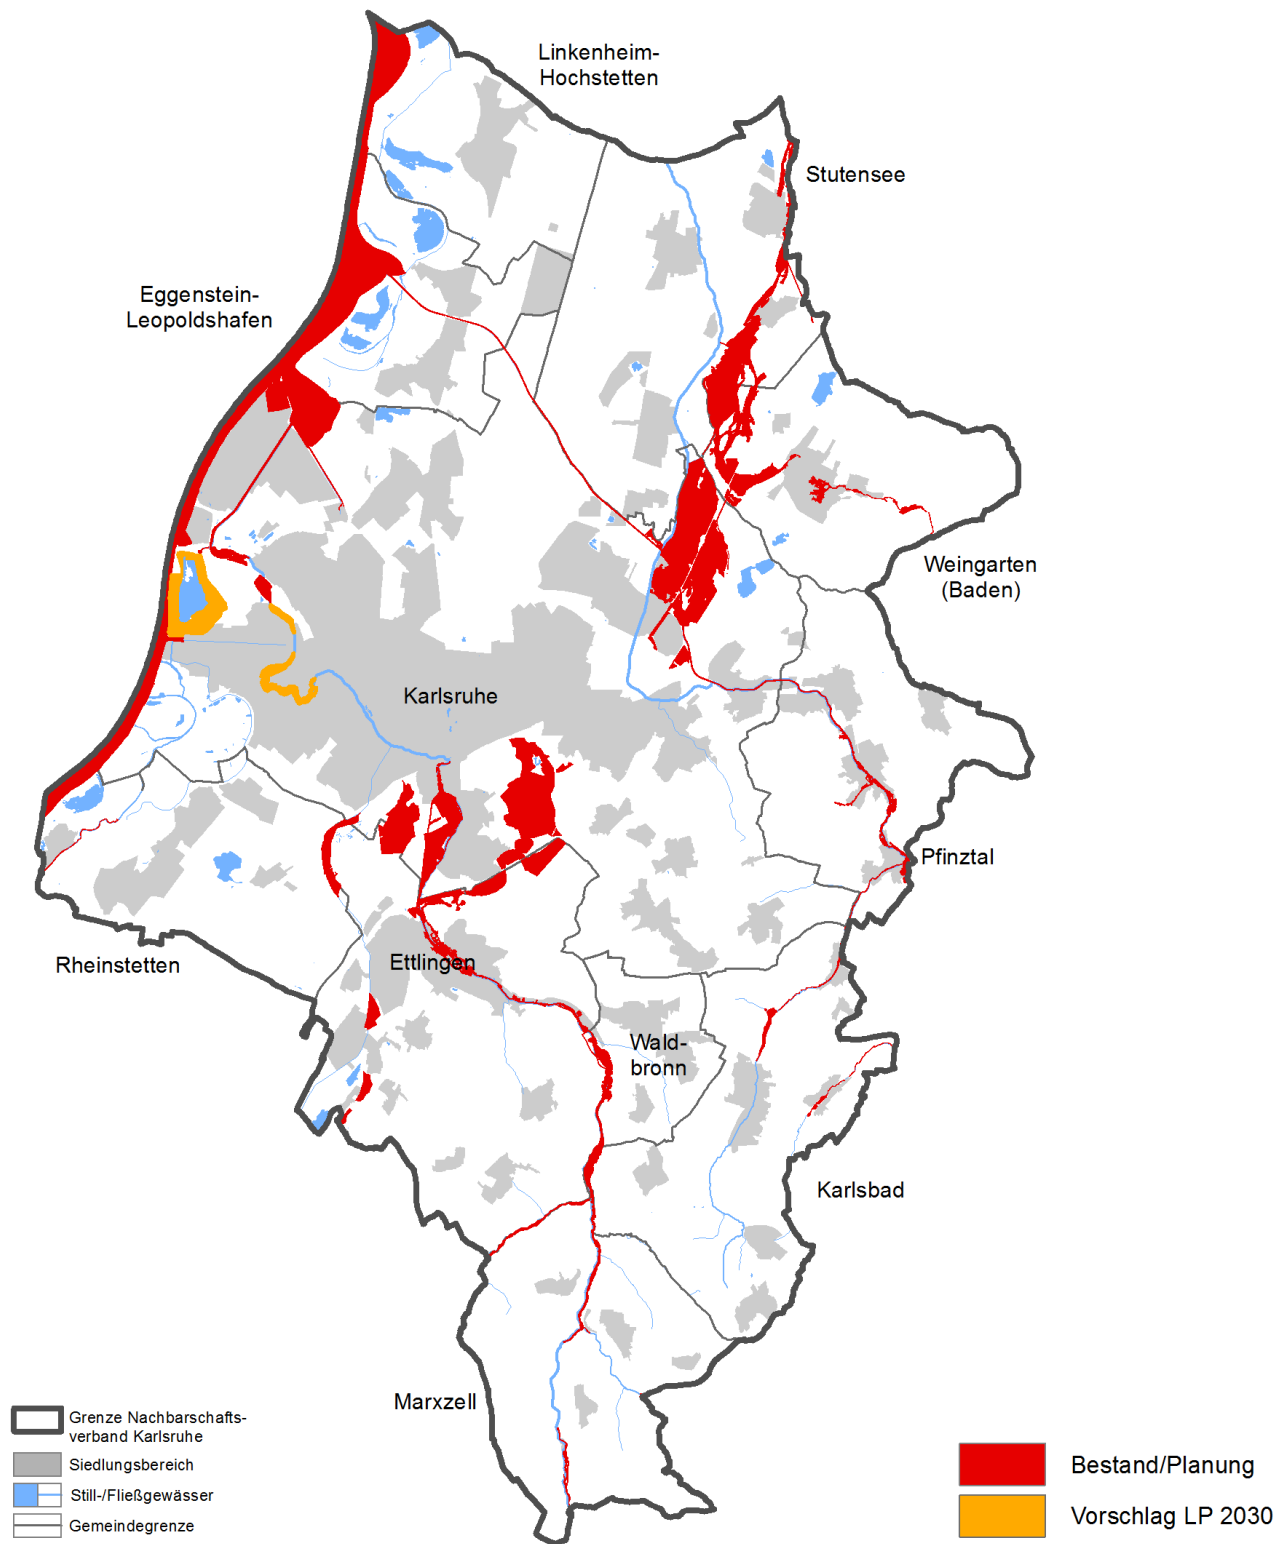 Linkenheim-
Hochstetten
Stutensee
Eggenstein-
Leopoldshafen
Weingarten
(Baden)
Karlsruhe
Pfinztal
Rheinstetten
Ettlingen
Wald-
bronn
Karlsbad
Marxzell
Grenze Nachbarschafts-
verband Karlsruhe
Siedlungsbereich
Still-/Fließgewässer
Gemeindegrenze
Bestand/Planung
Vorschlag LP 2030